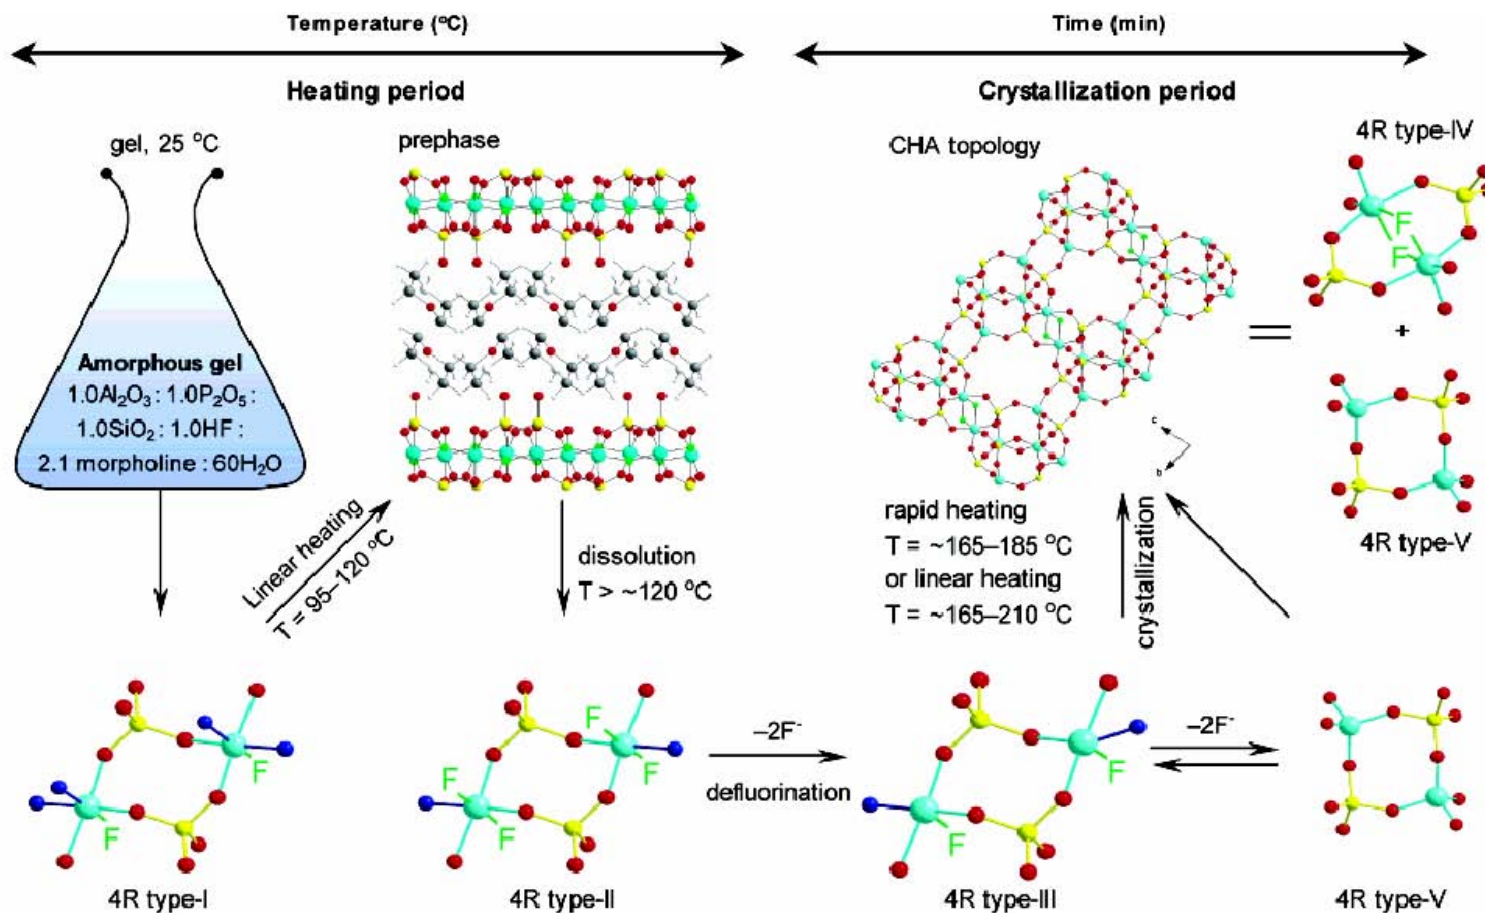 Temperature (°C)
Time (min)
Heating period
Crystallization period
gel, 25 °C
prephase
CHA topology
4R type-IV
F
F
Amorphous gel
1.0Al₂O₃ : 1.0P₂O₅ :
1.0SiO₂ : 1.0HF :
2.1 morpholine : 60H₂O
+
=
c
b
4R type-V
Linear heating
T = 95–120 °C
dissolution
T > ~120 °C
rapid heating
T = ~165–185 °C
or linear heating
T = ~165–210 °C
crystallization
F
F
F
F
F
F
–2F⁻
defluorination
F
F
–2F⁻
4R type-I
4R type-II
4R type-III
4R type-V